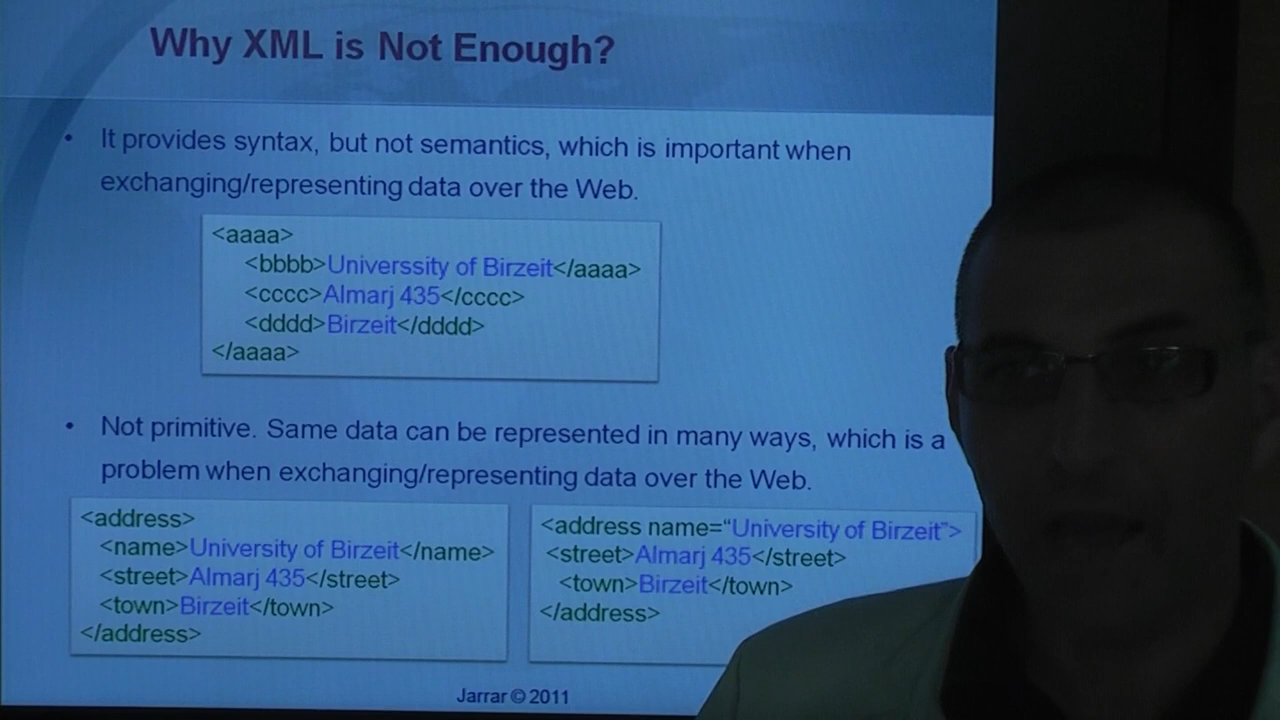 Why XML is Not Enough?
• It provides syntax, but not semantics, which is important when
exchanging/representing data over the Web.
<aaaa>
<bbbb>Universsity of Birzeit</aaaa>
<cccc>Almarj 435</cccc>
<dddd>Birzeit</dddd>
</aaaa>
• Not primitive. Same data can be represented in many ways, which is a
problem when exchanging/representing data over the Web.
<address>
<name>University of Birzeit</name>
<street>Almarj 435</street>
<town>Birzeit</town>
</address>
<address name=“University of Birzeit”>
<street>Almarj 435</street>
<town>Birzeit</town>
</address>
Jarrar © 2011